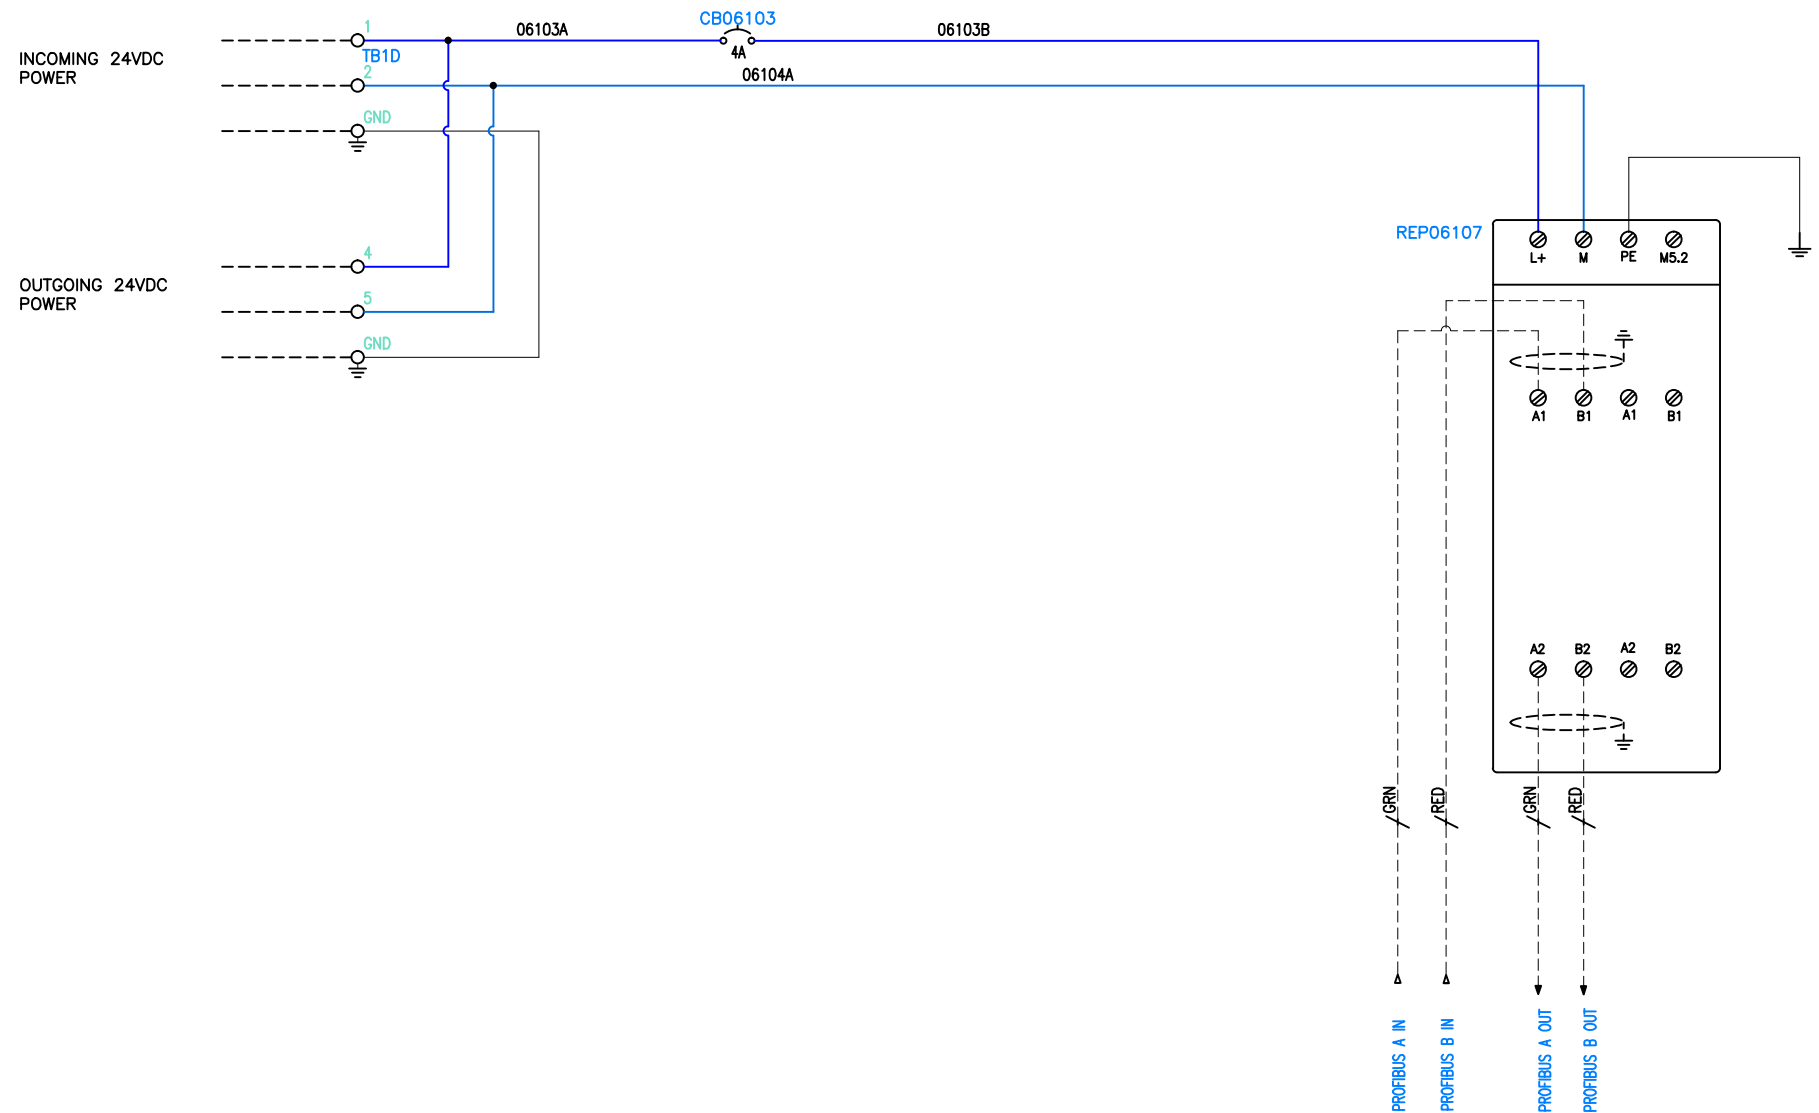 1
06103A
CB06103
06103B
INCOMING 24VDC
POWER
TB1D
4A
2
06104A
GND
4
REP06107
L+ M PE M5.2
OUTGOING 24VDC
POWER
5
GND
A1 B1 A1 B1
A2 B2 A2 B2
GRN
RED
GRN
RED
PROFIBUS A IN
PROFIBUS B IN
PROFIBUS A OUT
PROFIBUS B OUT